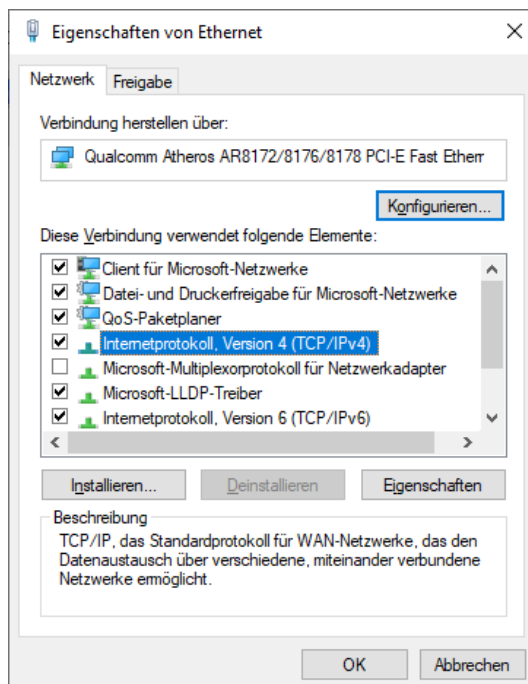 Eigenschaften von Ethernet
Netzwerk
Freigabe
Verbindung herstellen über:
Qualcomm Atheros AR8172/8176/8178 PCI-E Fast Etherr
Konfigurieren...
Diese Verbindung verwendet folgende Elemente:
Client für Microsoft-Netzwerke
Datei- und Druckerfreigabe für Microsoft-Netzwerke
QoS-Paketplaner
Internetprotokoll, Version 4 (TCP/IPv4)
Microsoft-Multiplexorprotokoll für Netzwerkadapter
Microsoft-LLDP-Treiber
Internetprotokoll, Version 6 (TCP/IPv6)
Installieren...
Deinstallieren
Eigenschaften
Beschreibung
TCP/IP, das Standardprotokoll für WAN-Netzwerke, das den
Datenaustausch über verschiedene, miteinander verbundene
Netzwerke ermöglicht.
OK
Abbrechen